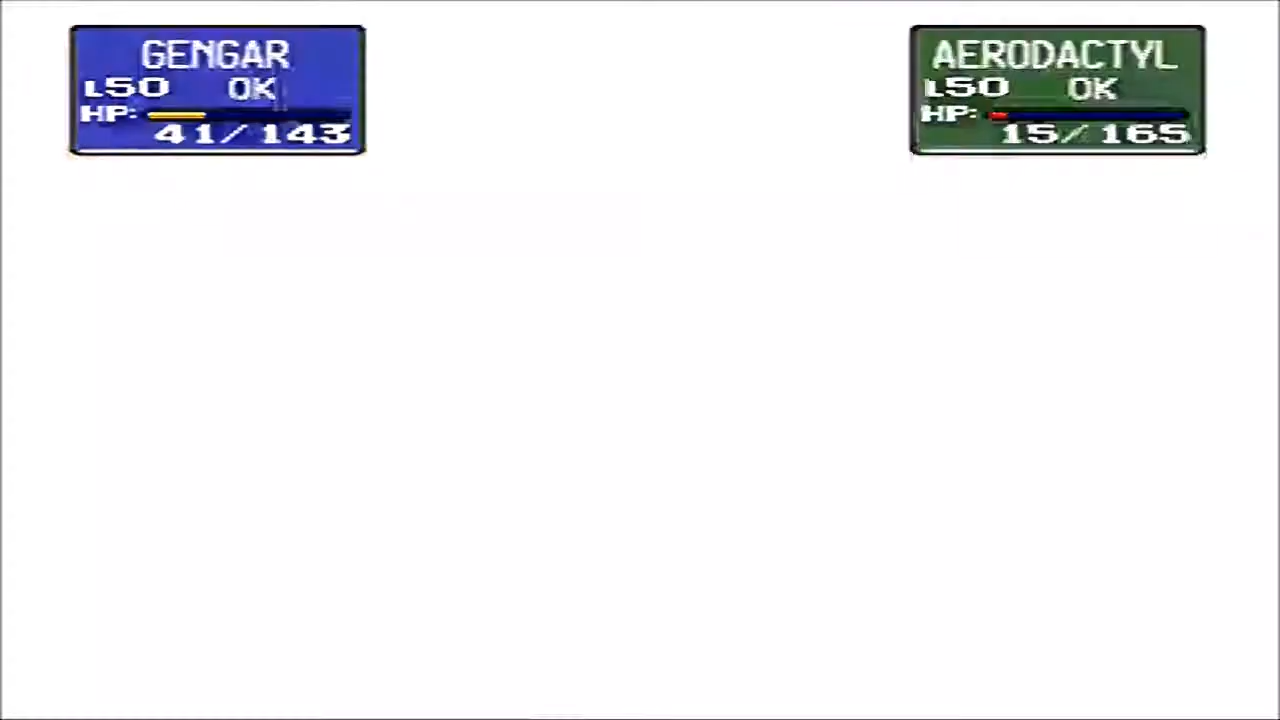 GENGAR
L50 OK
HP:
41/143
AERODACTYL
L50 OK
HP:
15/165